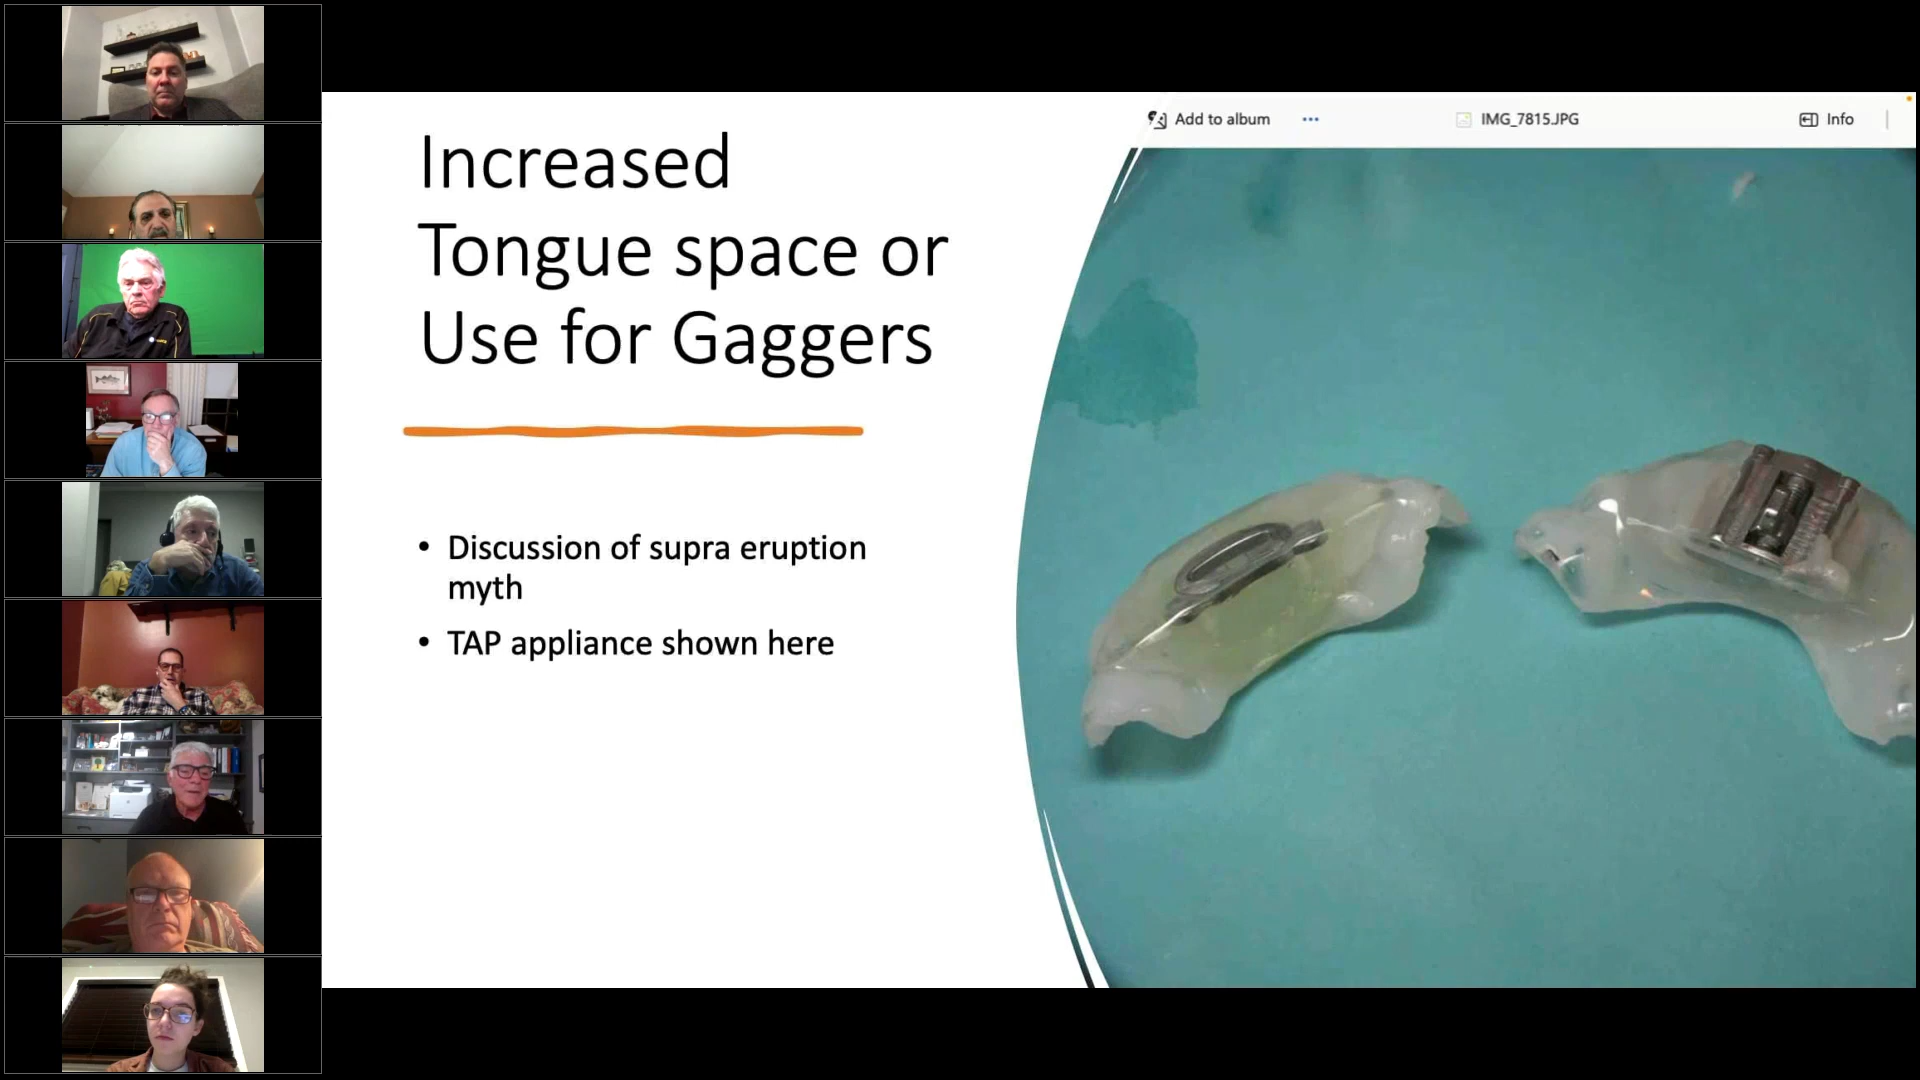 Add to album
IMG_7815.JPG
Info
Increased
Tongue space or
Use for Gaggers
• Discussion of supra eruption
myth
• TAP appliance shown here